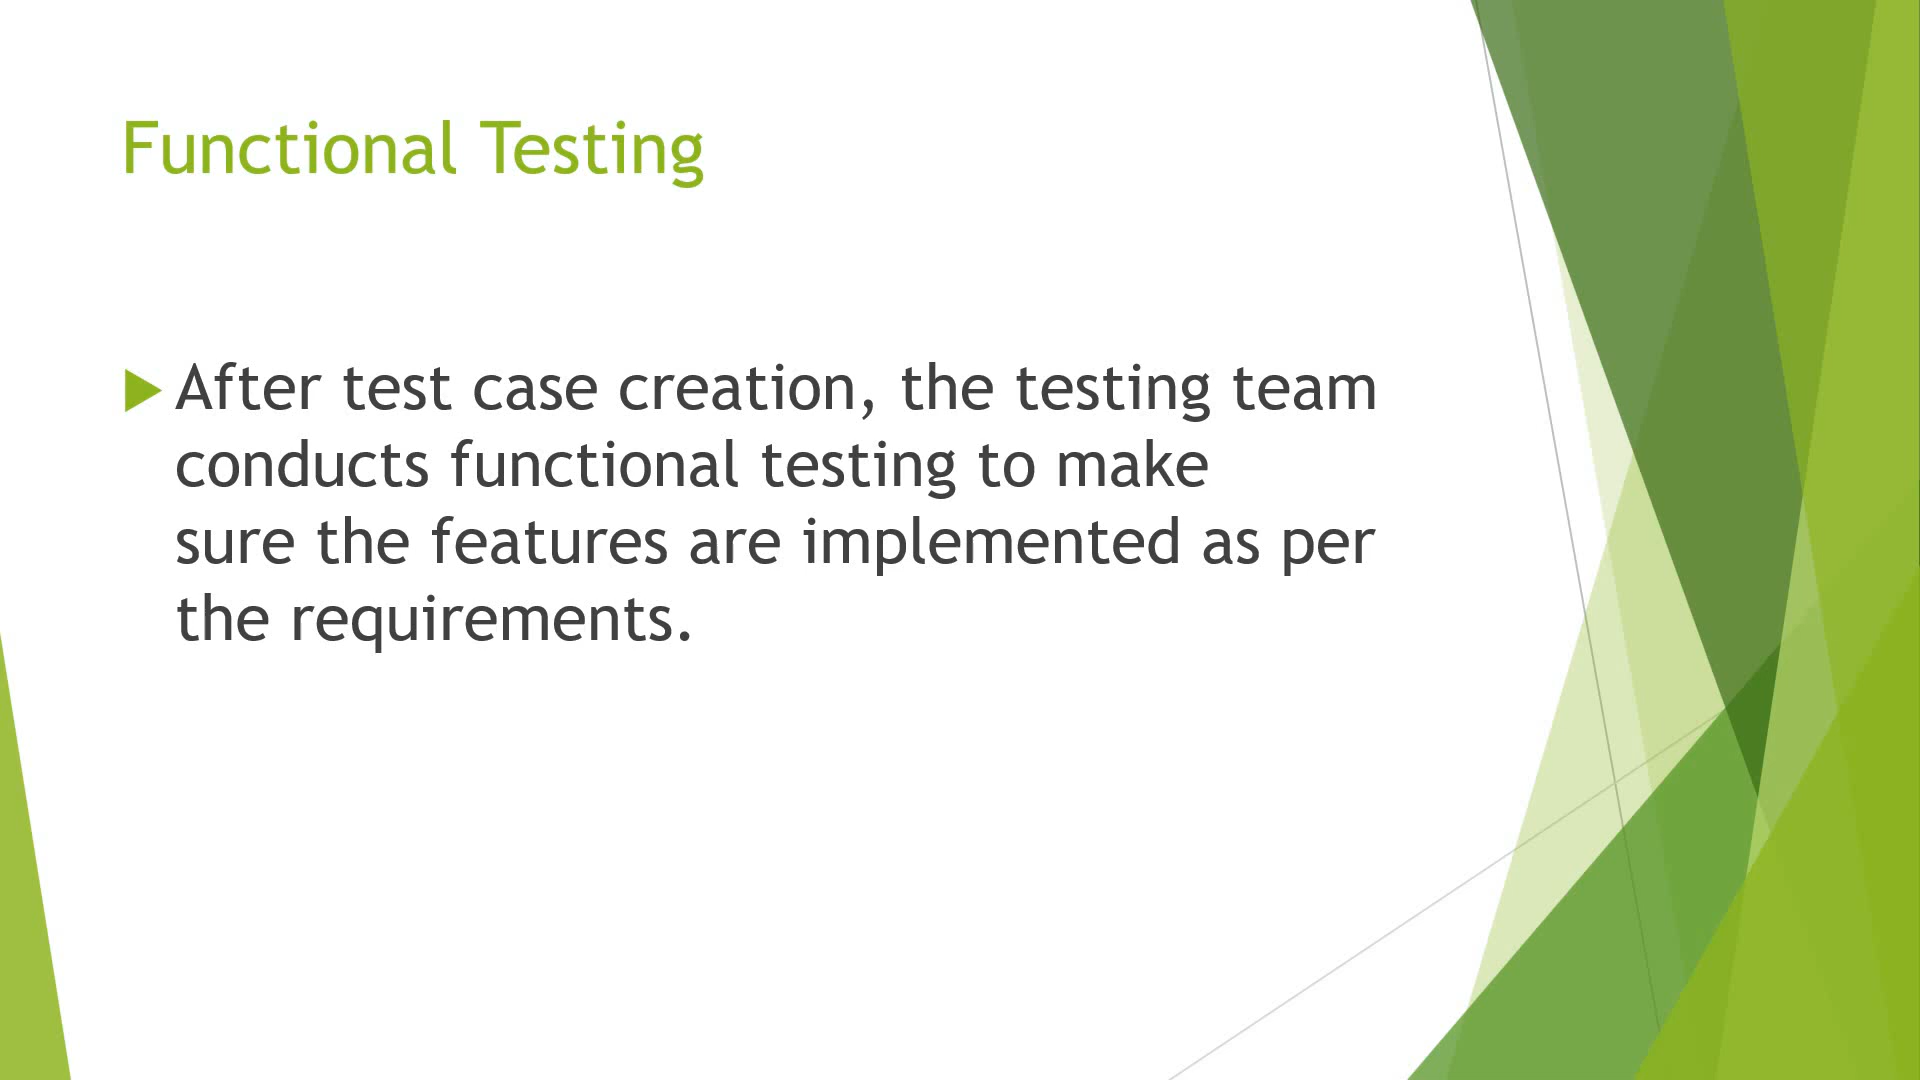 Functional Testing
After test case creation, the testing team
conducts functional testing to make
sure the features are implemented as per
the requirements.